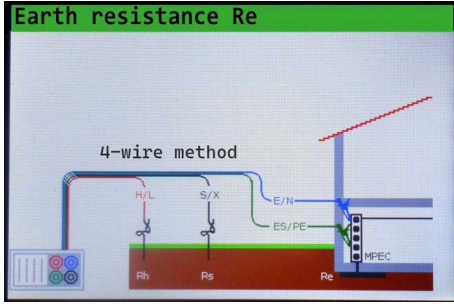 Earth resistance Re
4-wire method
H/L
S/X
E/N
ES/PE
MPEC
Rh
Rs
Re